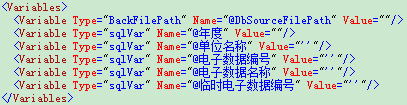 <Variables>
<Variable Type="BackFilePath" Name="@DbSourceFilePath" Value=""/>
<Variable Type="sqlVar" Name="@年度" Value=""/>
<Variable Type="sqlVar" Name="@单位名称" Value="''"/>
<Variable Type="sqlVar" Name="@电子数据编号" Value="''"/>
<Variable Type="sqlVar" Name="@电子数据名称" Value="''"/>
<Variable Type="sqlVar" Name="@临时电子数据编号" Value="''"/>
</Variables>